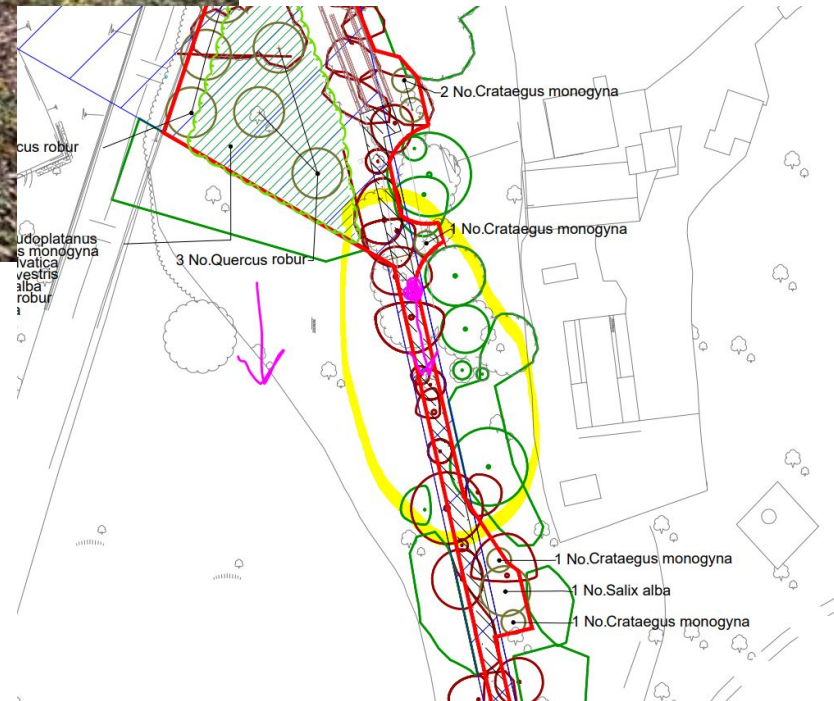 2 No.Crataegus monogyna
cus robur
1 No.Crataegus monogyna
udoplatanus
s monogyna
lvatica
vestris
alba
robur
a
3 No.Quercus robur
1 No.Crataegus monogyna
1 No.Salix alba
1 No.Crataegus monogyna